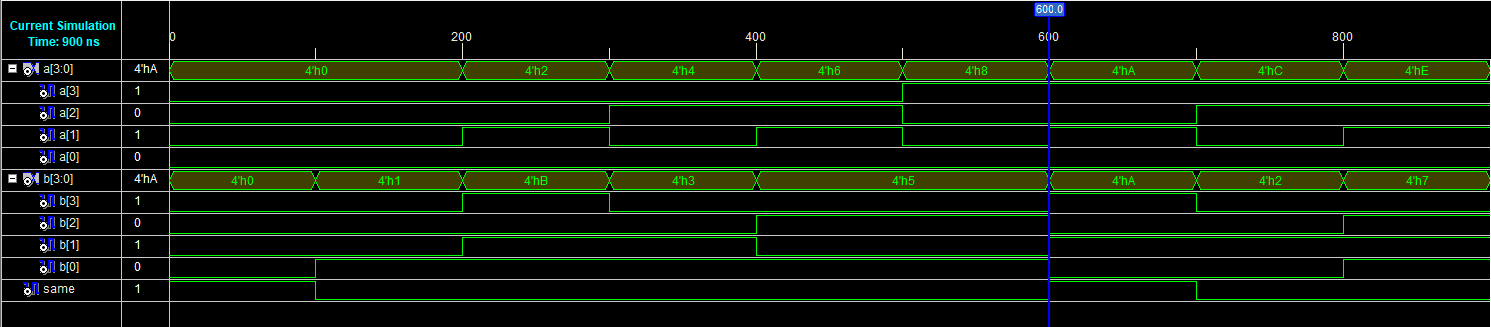 600.0
Current Simulation
Time: 900 ns
0 200 400 600 800
a[3:0] 4'hA 4'h0 4'h2 4'h4 4'h6 4'h8 4'hA 4'hC 4'hE
a[3] 1
a[2] 0
a[1] 1
a[0] 0
b[3:0] 4'hA 4'h0 4'h1 4'hB 4'h3 4'h5 4'hA 4'h2 4'h7
b[3] 1
b[2] 0
b[1] 1
b[0] 0
same 1